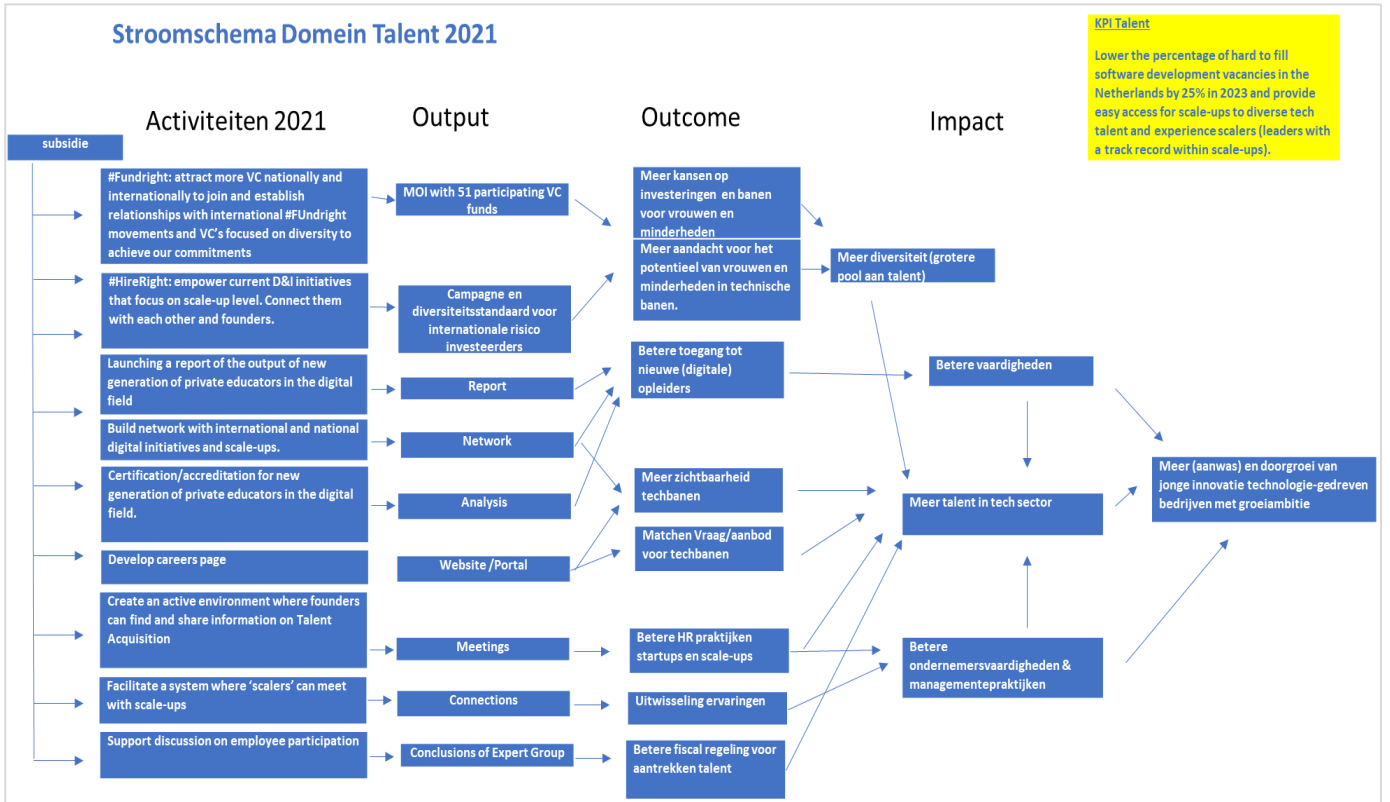 Stroomschema Domein Talent 2021
KPI Talent
Lower the percentage of hard to fill
software development vacancies in the
Netherlands by 25% in 2023 and provide
easy access for scale-ups to diverse tech
talent and experience scalers (leaders with
a track record within scale-ups).
Activiteiten 2021
Output
Outcome
Impact
subsidie
#Fundright: attract more VC nationally and
internationally to join and establish
relationships with international #FUndright
movements and VC's focused on diversity to
achieve our commitments
#HireRight: empower current D&I initiatives
that focus on scale-up level. Connect them
with each other and founders.
Launching a report of the output of new
generation of private educators in the digital
field
Build network with international and national
digital initiatives and scale-ups.
Certification/accreditation for new
generation of private educators in the digital
field.
Develop careers page
Create an active environment where founders
can find and share information on Talent
Acquisition
Facilitate a system where ‘scalers’ can meet
with scale-ups
Support discussion on employee participation
MOI with 51 participating VC
funds
Campagne en
diversiteitsstandaard voor
internationale risico
investeerders
Report
Network
Analysis
Website /Portal
Meetings
Connections
Conclusions of Expert Group
Meer kansen op
investeringen en banen
voor vrouwen en
minderheden
Meer aandacht voor het
potentieel van vrouwen en
minderheden in technische
banen.
Betere toegang tot
nieuwe (digitale)
opleiders
Meer zichtbaarheid
techbanen
Matchen Vraag/aanbod
voor techbanen
Betere HR praktijken
startups en scale-ups
Uitwisseling ervaringen
Betere fiscal regeling voor
aantrekken talent
Meer diversiteit (grotere
pool aan talent)
Betere vaardigheden
Meer talent in tech sector
Betere
ondernemersvaardigheden &
managementepraktijken
Meer (aanwas) en doorgroei van
jonge innovatie technologie-gedreven
bedrijven met groeiambitie